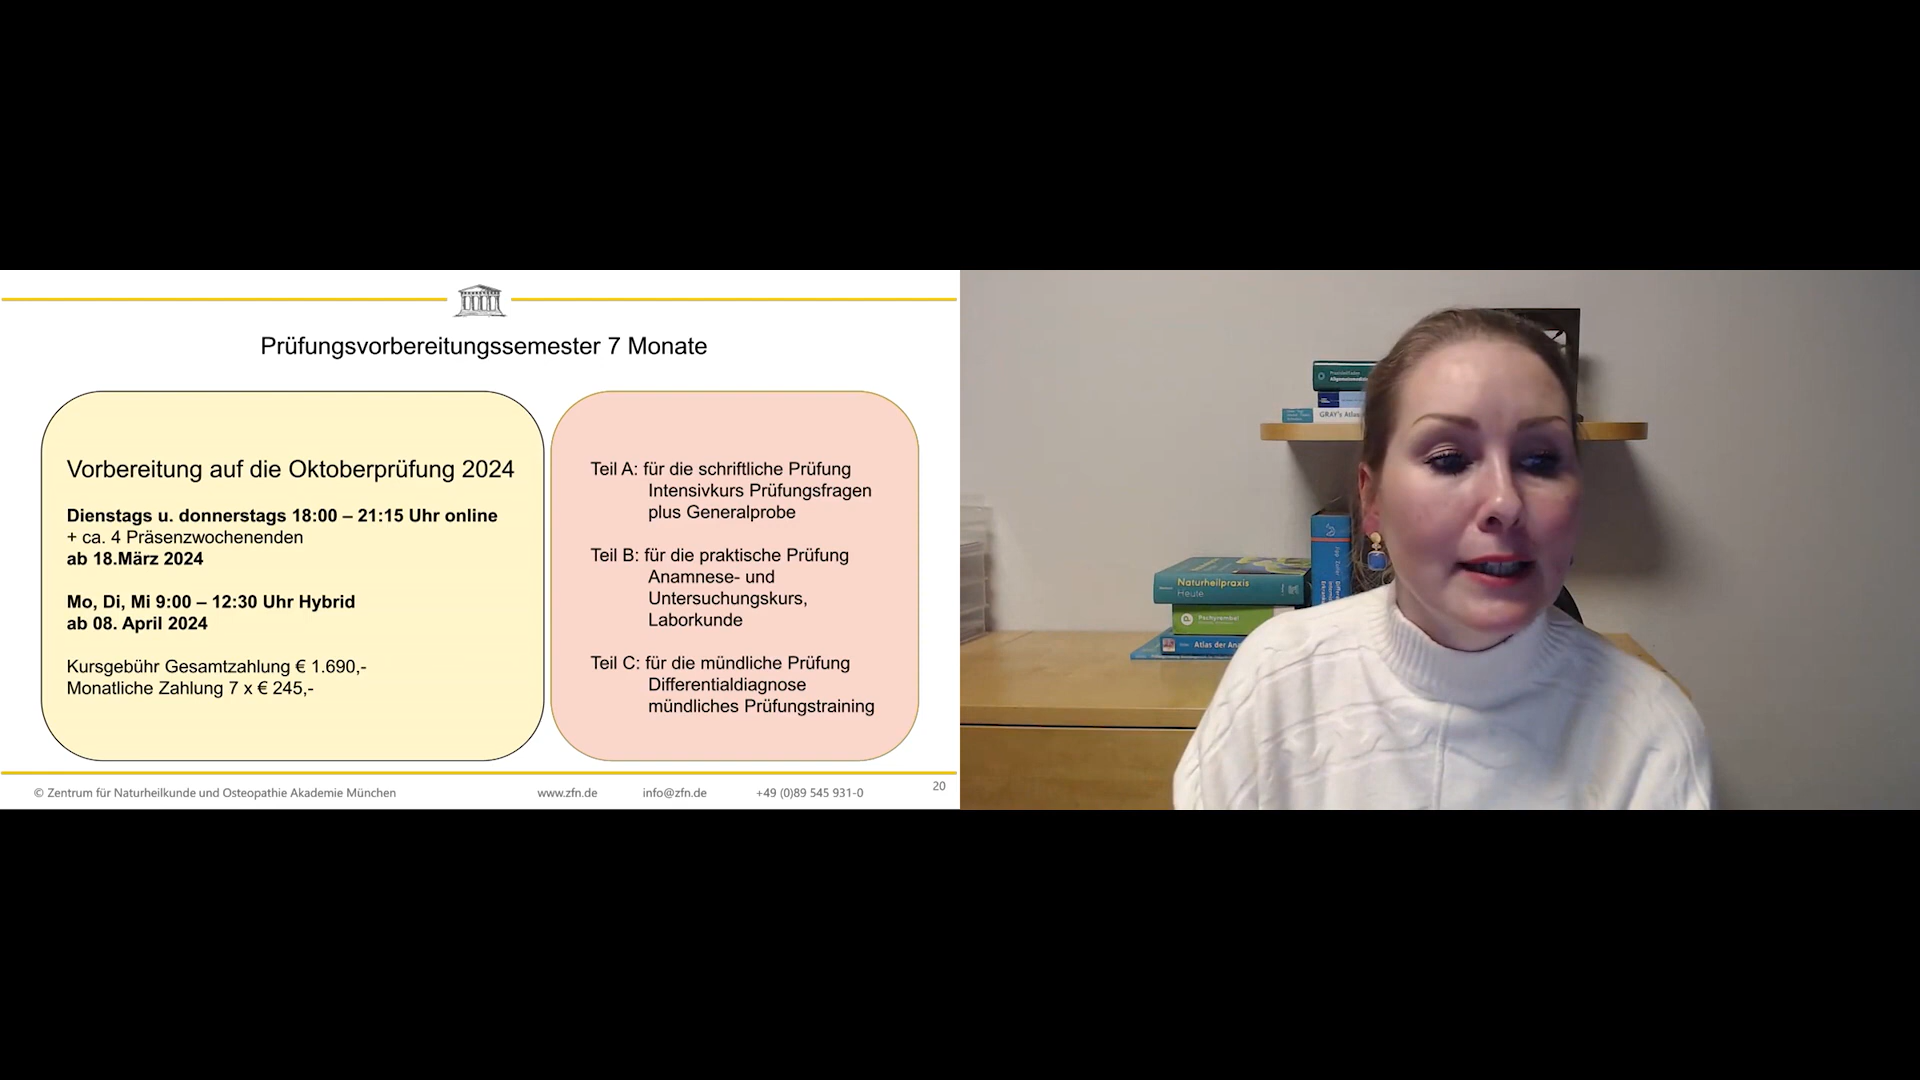 Prüfungsvorbereitungssemester 7 Monate
Vorbereitung auf die Oktoberprüfung 2024
Dienstags u. donnerstags 18:00 – 21:15 Uhr online
+ ca. 4 Präsenzwochenenden
ab 18.März 2024
Mo, Di, Mi 9:00 – 12:30 Uhr Hybrid
ab 08. April 2024
Kursgebühr Gesamtzahlung € 1.690,-
Monatliche Zahlung 7 x € 245,-
Teil A: für die schriftliche Prüfung
Intensivkurs Prüfungsfragen
plus Generalprobe
Teil B: für die praktische Prüfung
Anamnese- und
Untersuchungskurs,
Laborkunde
Teil C: für die mündliche Prüfung
Differentialdiagnose
mündliches Prüfungstraining
© Zentrum für Naturheilkunde und Osteopathie Akademie München
www.zfn.de
info@zfn.de
+49 (0)89 545 931-0
20
GRAY's Atlas
Naturheilpraxis
Heute
Pschyrembel
Atlas der Ana